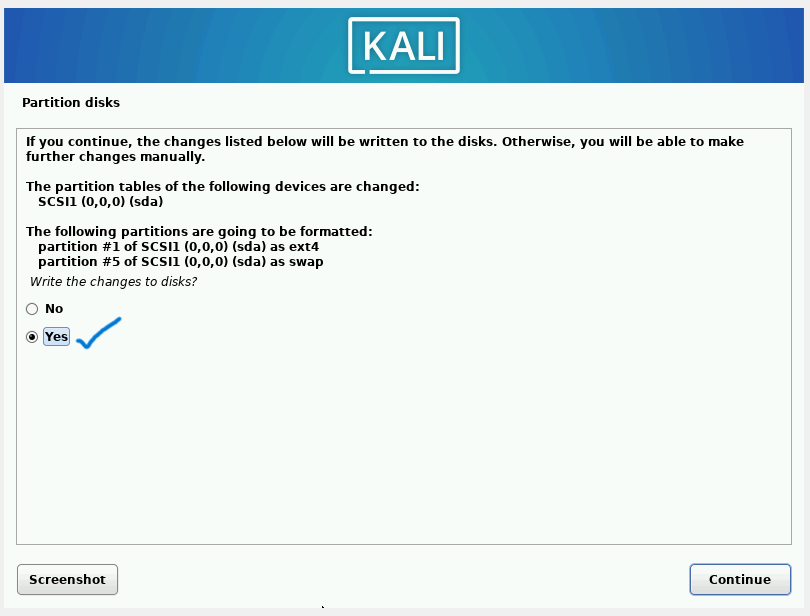 KALI
Partition disks
If you continue, the changes listed below will be written to the disks. Otherwise, you will be able to make
further changes manually.
The partition tables of the following devices are changed:
SCSI1 (0,0,0) (sda)
The following partitions are going to be formatted:
partition #1 of SCSI1 (0,0,0) (sda) as ext4
partition #5 of SCSI1 (0,0,0) (sda) as swap
Write the changes to disks?
No
Yes
Screenshot
Continue